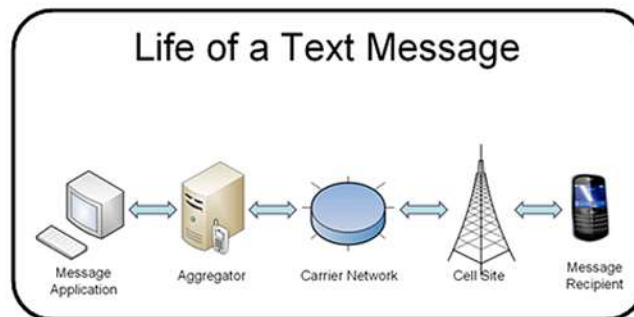 Life of a Text Message
Message
Application
Aggregator
Carrier Network
Cell Site
Message
Recipient